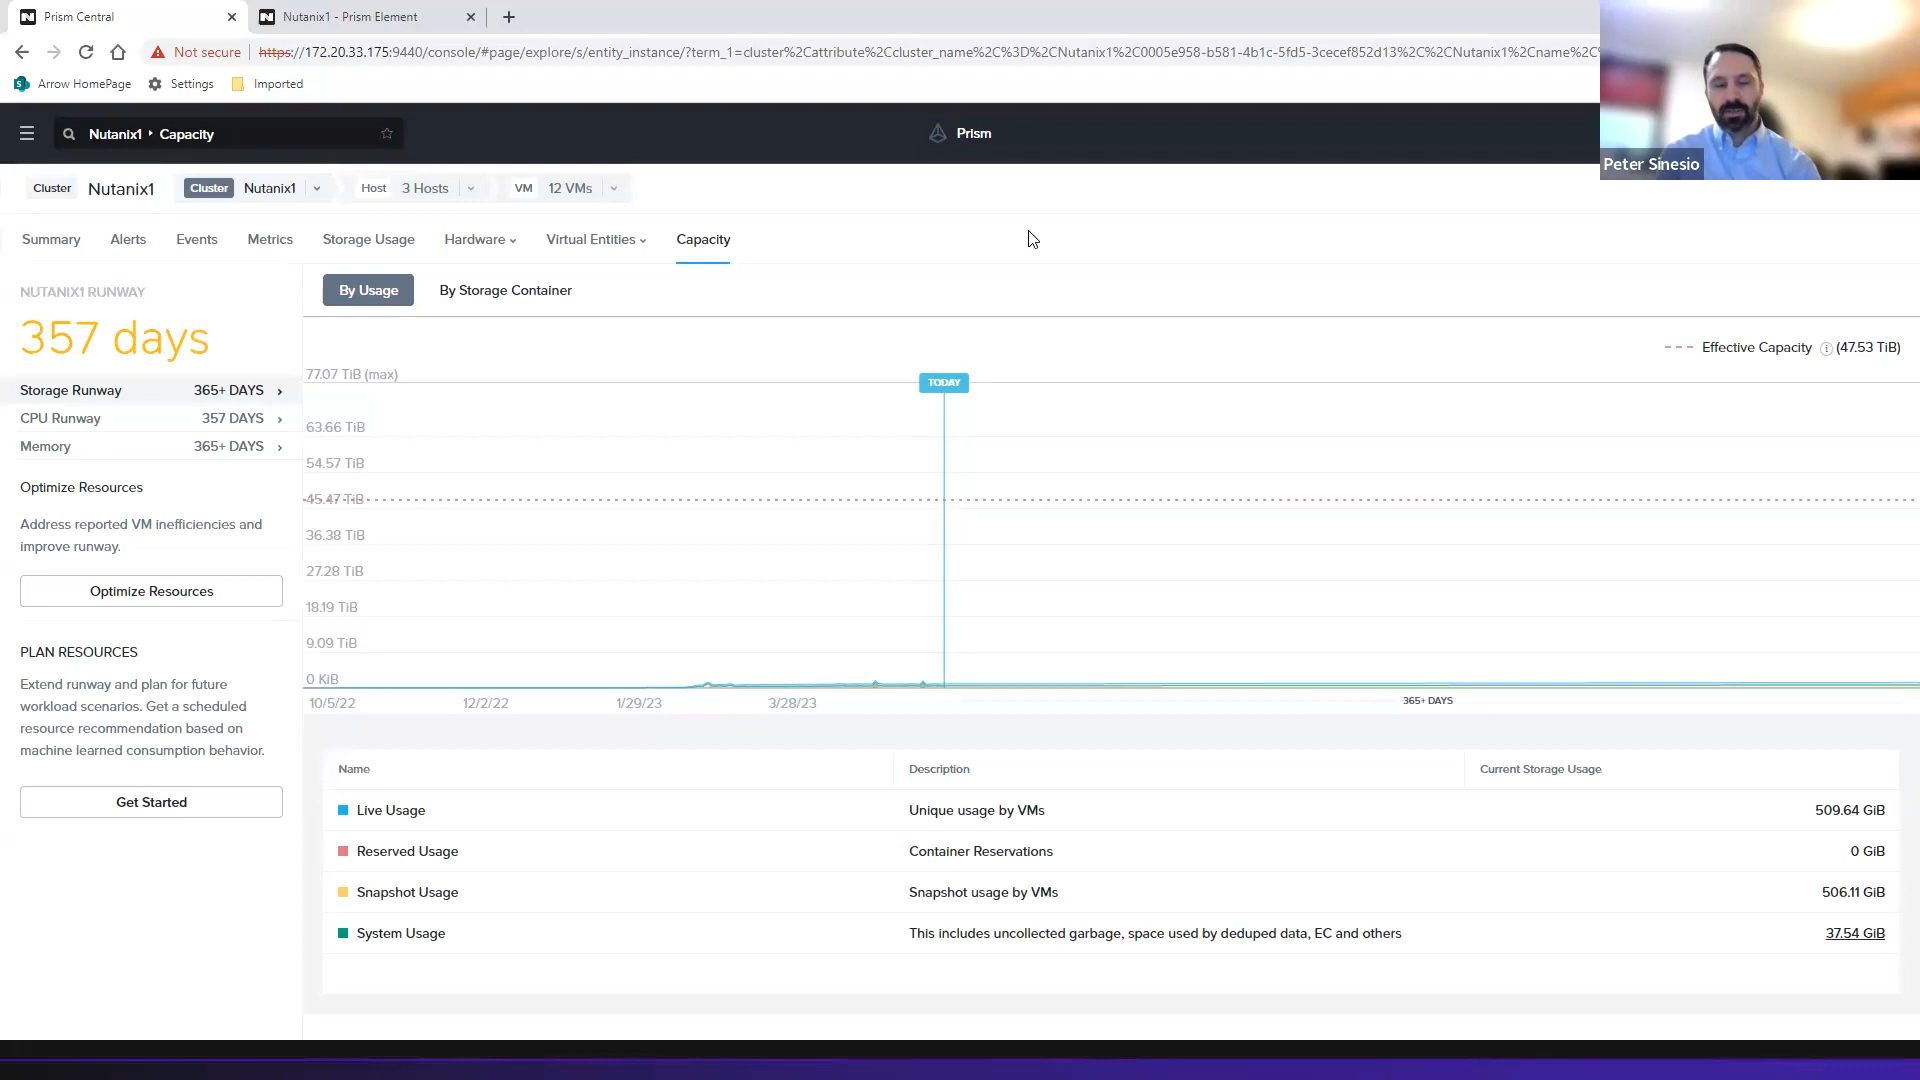 Prism Central
Nutanix1 - Prism Element
Not secure
https://172.20.33.175:9440/console/#page/explore/s/entity_instance/?term_1=cluster%2Cattribute%2Ccluster_name%2C%3D%2CNutanix1%2C0005e958-b581-4b1c-5fd5-3cecef852d13%2C%2CNutanix1%2Cname%2C%
Arrow HomePage
Settings
Imported
Nutanix1 Capacity
Prism
Peter Sinesio
Cluster Nutanix1
Cluster Nutanix1
Host 3 Hosts
VM 12 VMs
Summary
Alerts
Events
Metrics
Storage Usage
Hardware
Virtual Entities
Capacity
NUTANIX1 RUNWAY
357 days
Storage Runway 365+ DAYS
CPU Runway 357 DAYS
Memory 365+ DAYS
Optimize Resources
Address reported VM inefficiencies and
improve runway.
Optimize Resources
PLAN RESOURCES
Extend runway and plan for future
workload scenarios. Get a scheduled
resource recommendation based on
machine learned consumption behavior.
Get Started
By Usage
By Storage Container
Effective Capacity (47.53 TiB)
77.07 TiB (max)
TODAY
63.66 TiB
54.57 TiB
45.47 TiB
36.38 TiB
27.28 TiB
18.19 TiB
9.09 TiB
0 KiB
10/5/22
12/2/22
1/29/23
3/28/23
365+ DAYS
Name Description Current Storage Usage
Live Usage Unique usage by VMs 509.64 GiB
Reserved Usage Container Reservations 0 GiB
Snapshot Usage Snapshot usage by VMs 506.11 GiB
System Usage This includes uncollected garbage, space used by deduped data, EC and others 37.54 GiB